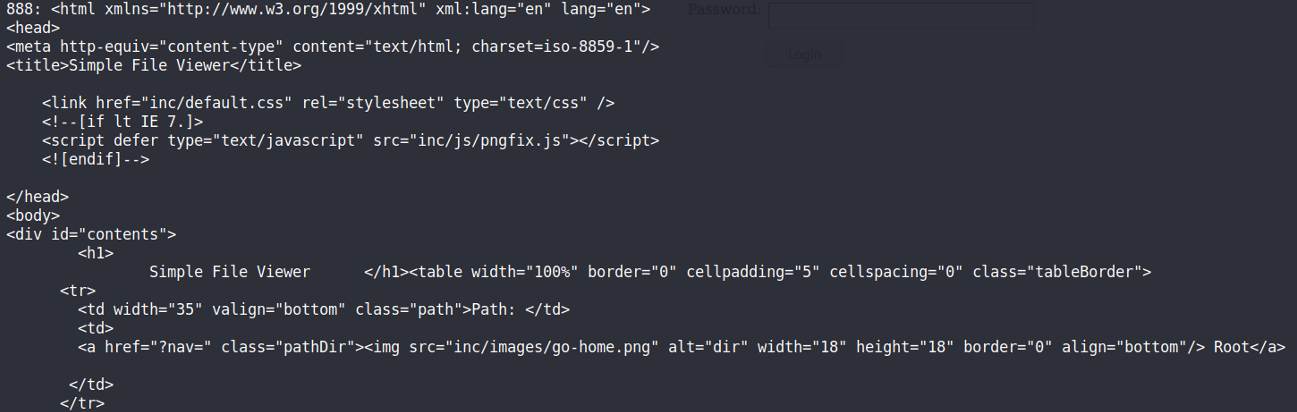 888: <html xmlns="http://www.w3.org/1999/xhtml" xml:lang="en" lang="en">
Password:
<head>
<meta http-equiv="content-type" content="text/html; charset=iso-8859-1"/>
Login
<title>Simple File Viewer</title>
<link href="inc/default.css" rel="stylesheet" type="text/css" />
<!--[if lt IE 7.]>
<script defer type="text/javascript" src="inc/js/pngfix.js"></script>
<![endif]-->
</head>
<body>
<div id="contents">
<h1>
Simple File Viewer      </h1><table width="100%" border="0" cellpadding="5" cellspacing="0" class="tableBorder">
<tr>
<td width="35" valign="bottom" class="path">Path: </td>
<td>
<a href="?nav=" class="pathDir"><img src="inc/images/go-home.png" alt="dir" width="18" height="18" border="0" align="bottom"/> Root</a>
</td>
</tr>